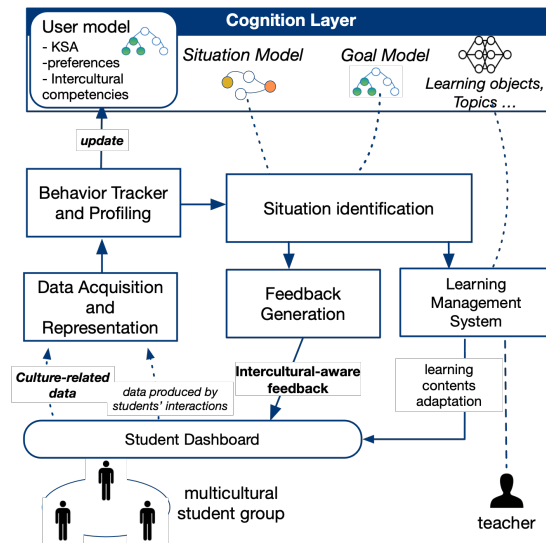 Cognition Layer
User model
- KSA
-preferences
- Intercultural
competencies
Situation Model
Goal Model
Learning objects,
Topics ...
update
Behavior Tracker
and Profiling
Situation identification
Data Acquisition
and
Representation
Feedback
Generation
Learning
Management
System
Culture-related
data
data produced by
students' interactions
Intercultural-aware
feedback
learning
contents
adaptation
Student Dashboard
multicultural
student group
teacher